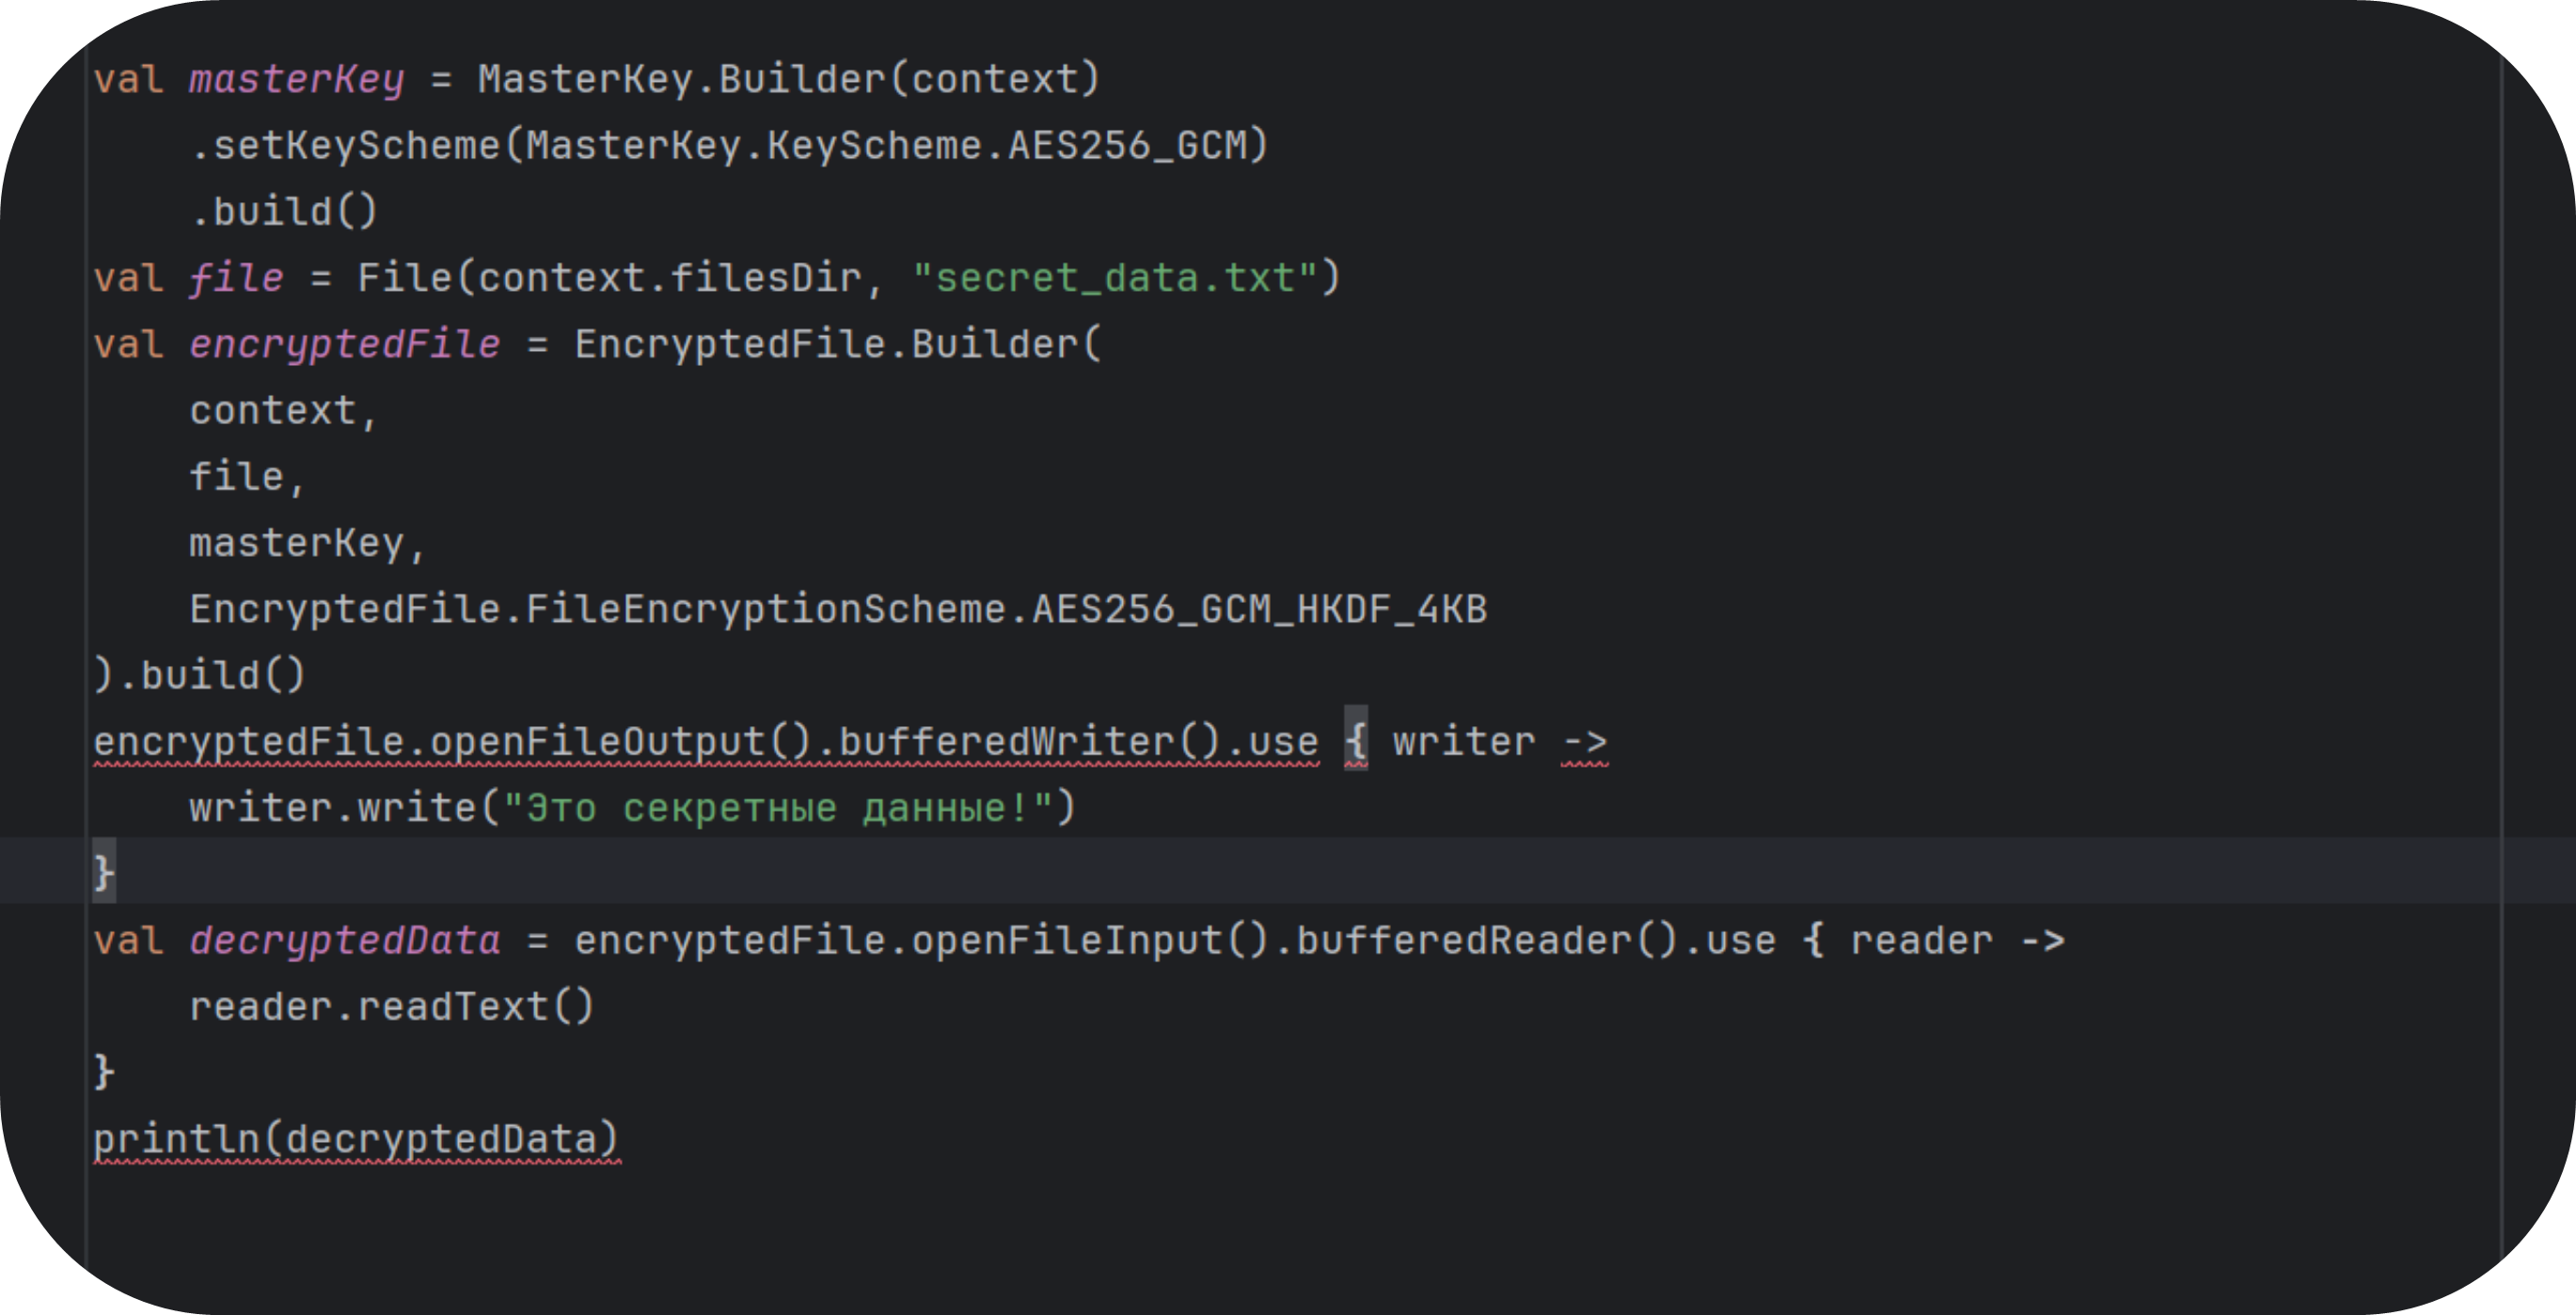 val masterKey = MasterKey.Builder(context)
    .setKeyScheme(MasterKey.KeyScheme.AES256_GCM)
    .build()
val file = File(context.filesDir, "secret_data.txt")
val encryptedFile = EncryptedFile.Builder(
    context,
    file,
    masterKey,
    EncryptedFile.FileEncryptionScheme.AES256_GCM_HKDF_4KB
).build()
encryptedFile.openFileOutput().bufferedWriter().use { writer ->
    writer.write("Это секретные данные!")
}
val decryptedData = encryptedFile.openFileInput().bufferedReader().use { reader ->
    reader.readText()
}
println(decryptedData)